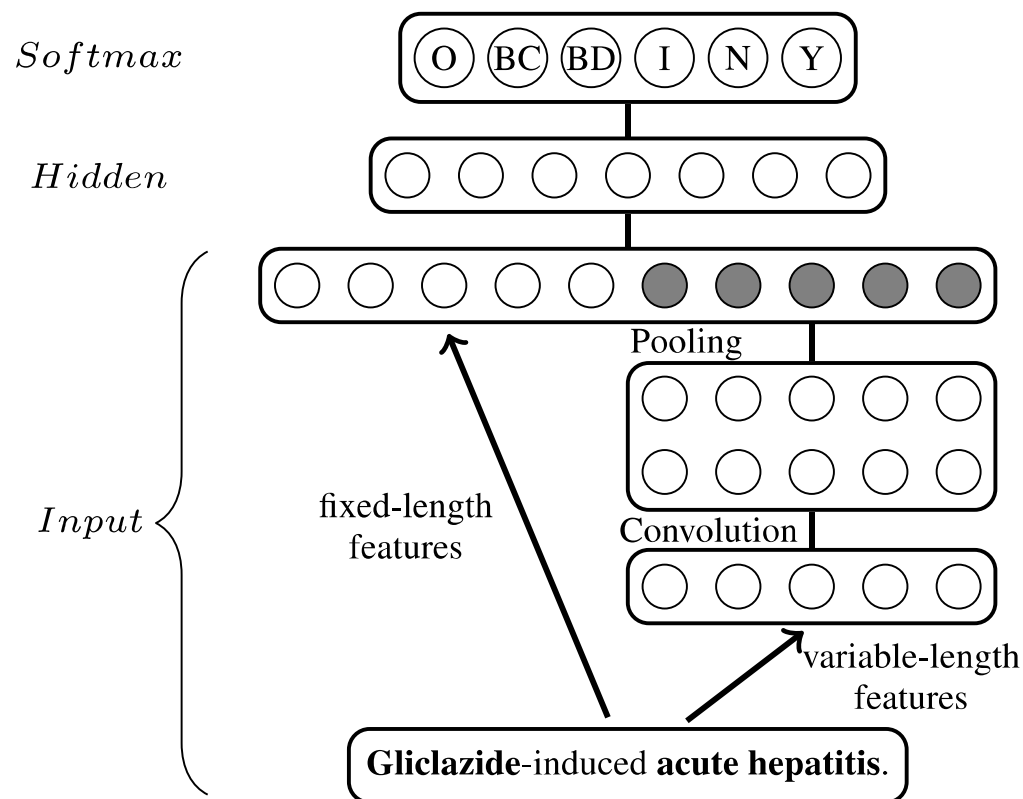 Softmax
O BC BD I N Y
Hidden
Pooling
Input
fixed-length
features
Convolution
variable-length
features
Gliclazide-induced acute hepatitis.